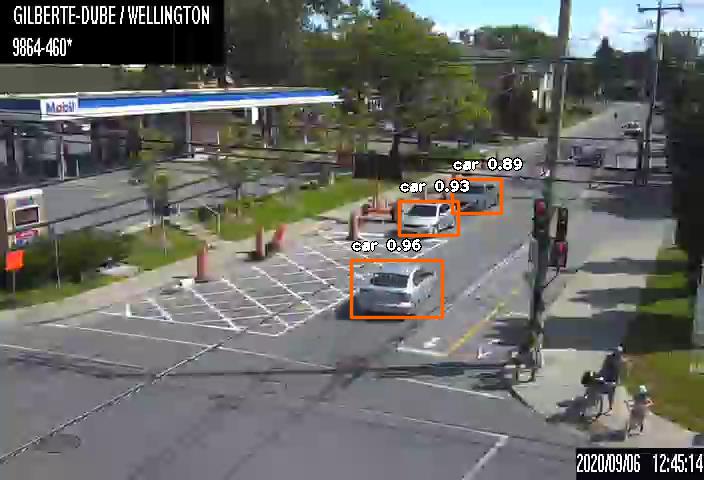 GILBERTE-DUBE / WELLINGTON
9864-460*
Mobil
car 0.89
car 0.93
car 0.96
2020/09/06 12:45:14